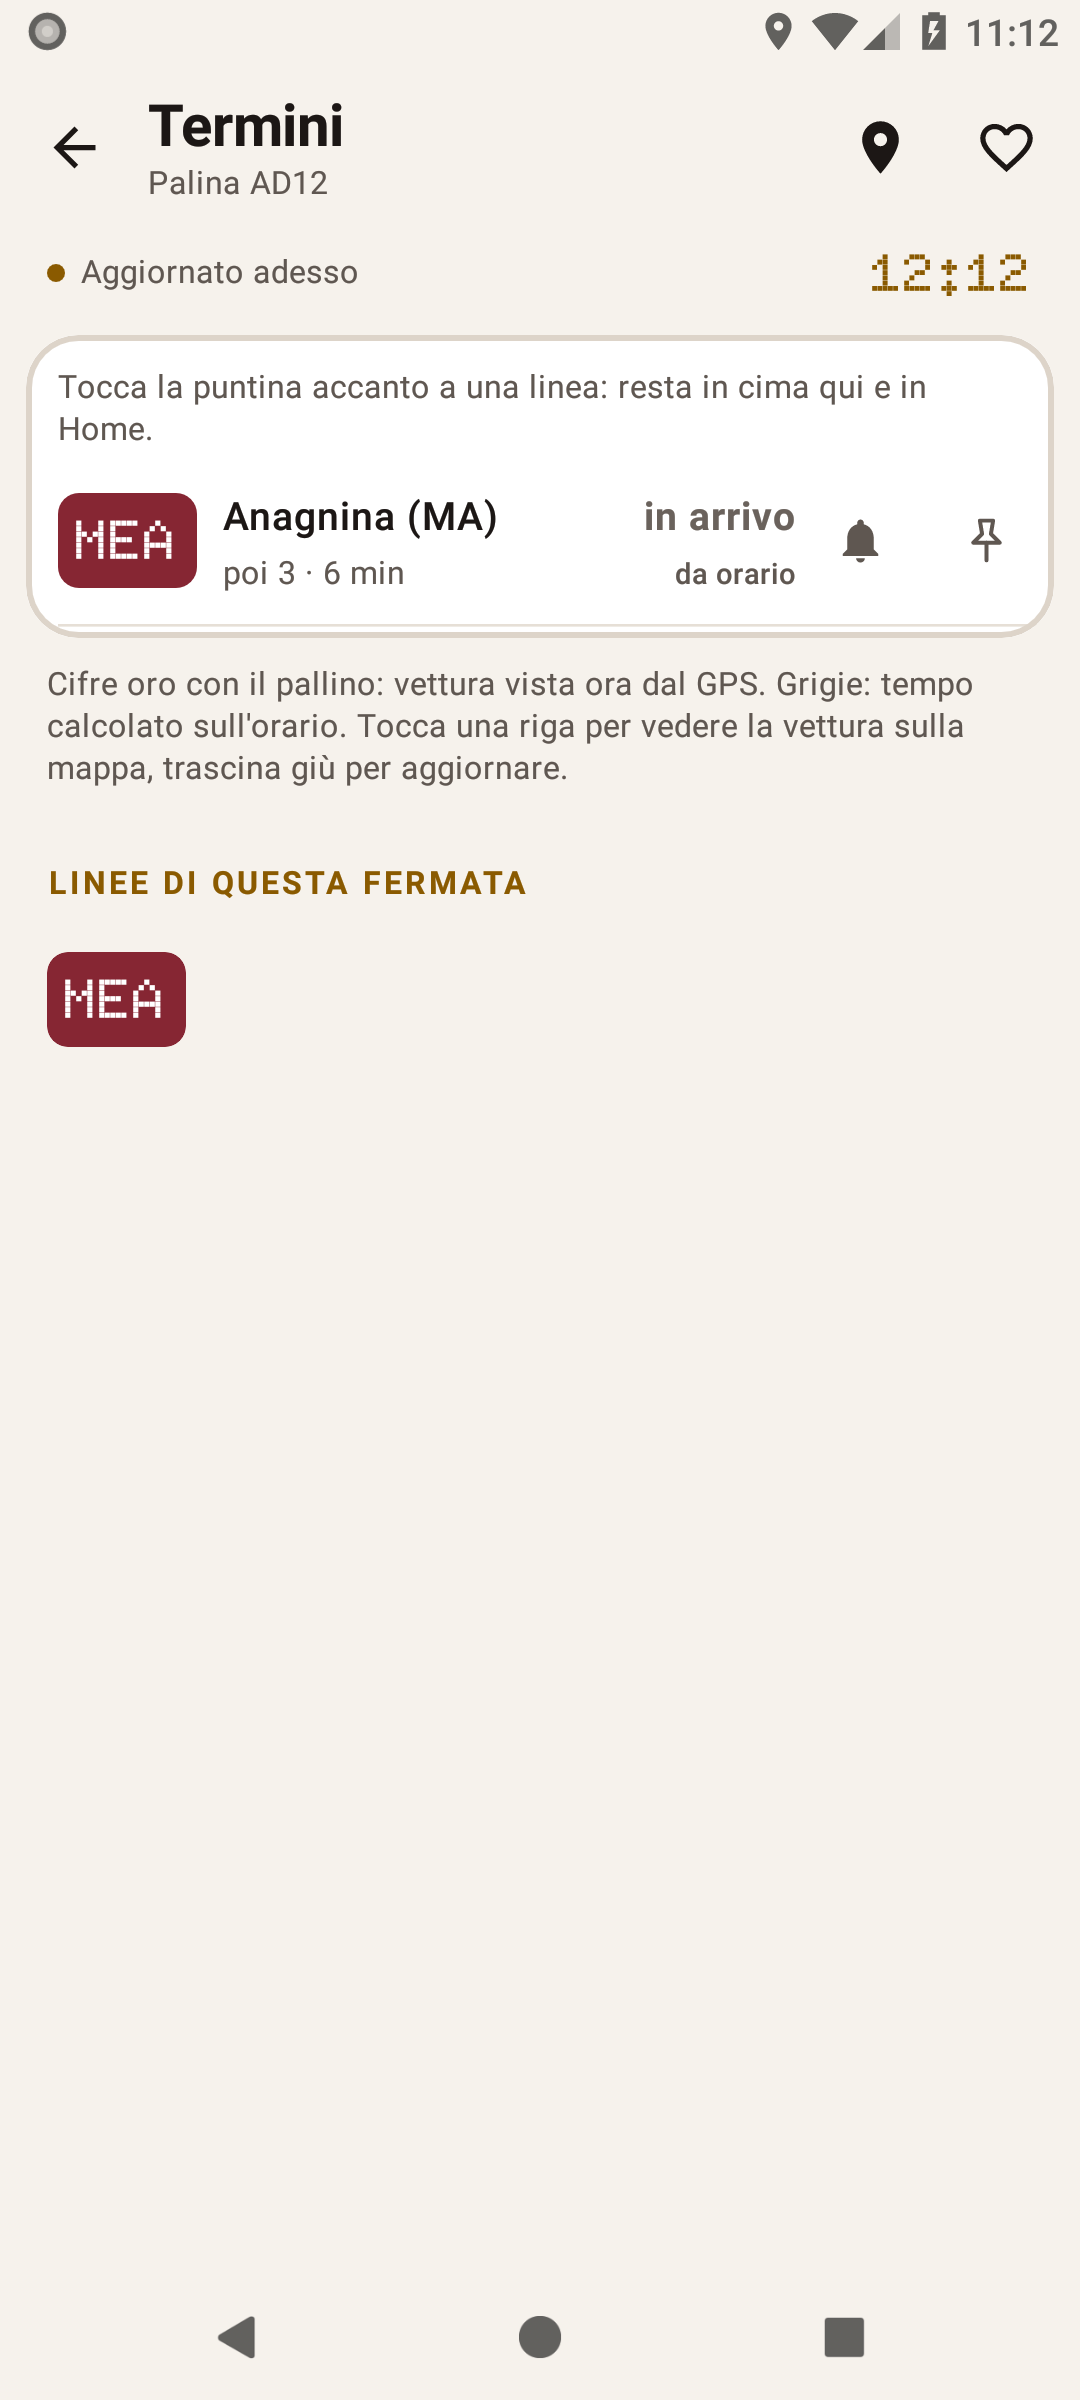 11:12
Termini
Palina AD12
Aggiornato adesso
12:12
Tocca la puntina accanto a una linea: resta in cima qui e in
Home.
MEA
Anagnina (MA)
in arrivo
poi 3 · 6 min
da orario
Cifre oro con il pallino: vettura vista ora dal GPS. Grigie: tempo
calcolato sull'orario. Tocca una riga per vedere la vettura sulla
mappa, trascina giù per aggiornare.
LINEE DI QUESTA FERMATA
MEA